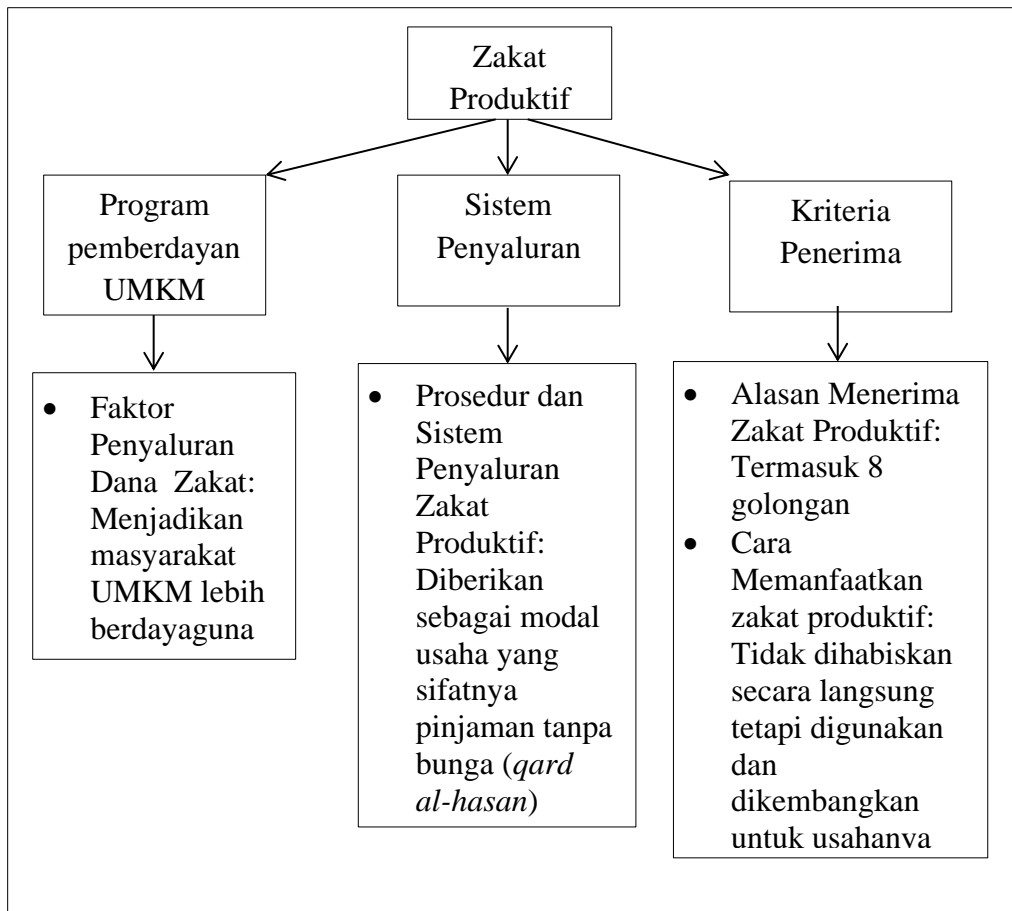 Zakat
Produktif
Program
pemberdayan
UMKM
Sistem
Penyaluran
Kriteria
Penerima
• Faktor
Penyaluran
Dana Zakat:
Menjadikan
masyarakat
UMKM lebih
berdayaguna
• Prosedur dan
Sistem
Penyaluran
Zakat
Produktif:
Diberikan
sebagai modal
usaha yang
sifatnya
pinjaman tanpa
bunga (qard
al-hasan)
• Alasan Menerima
Zakat Produktif:
Termasuk 8
golongan
• Cara
Memanfaatkan
zakat produktif:
Tidak dihabiskan
secara langsung
tetapi digunakan
dan
dikembangkan
untuk usahanya